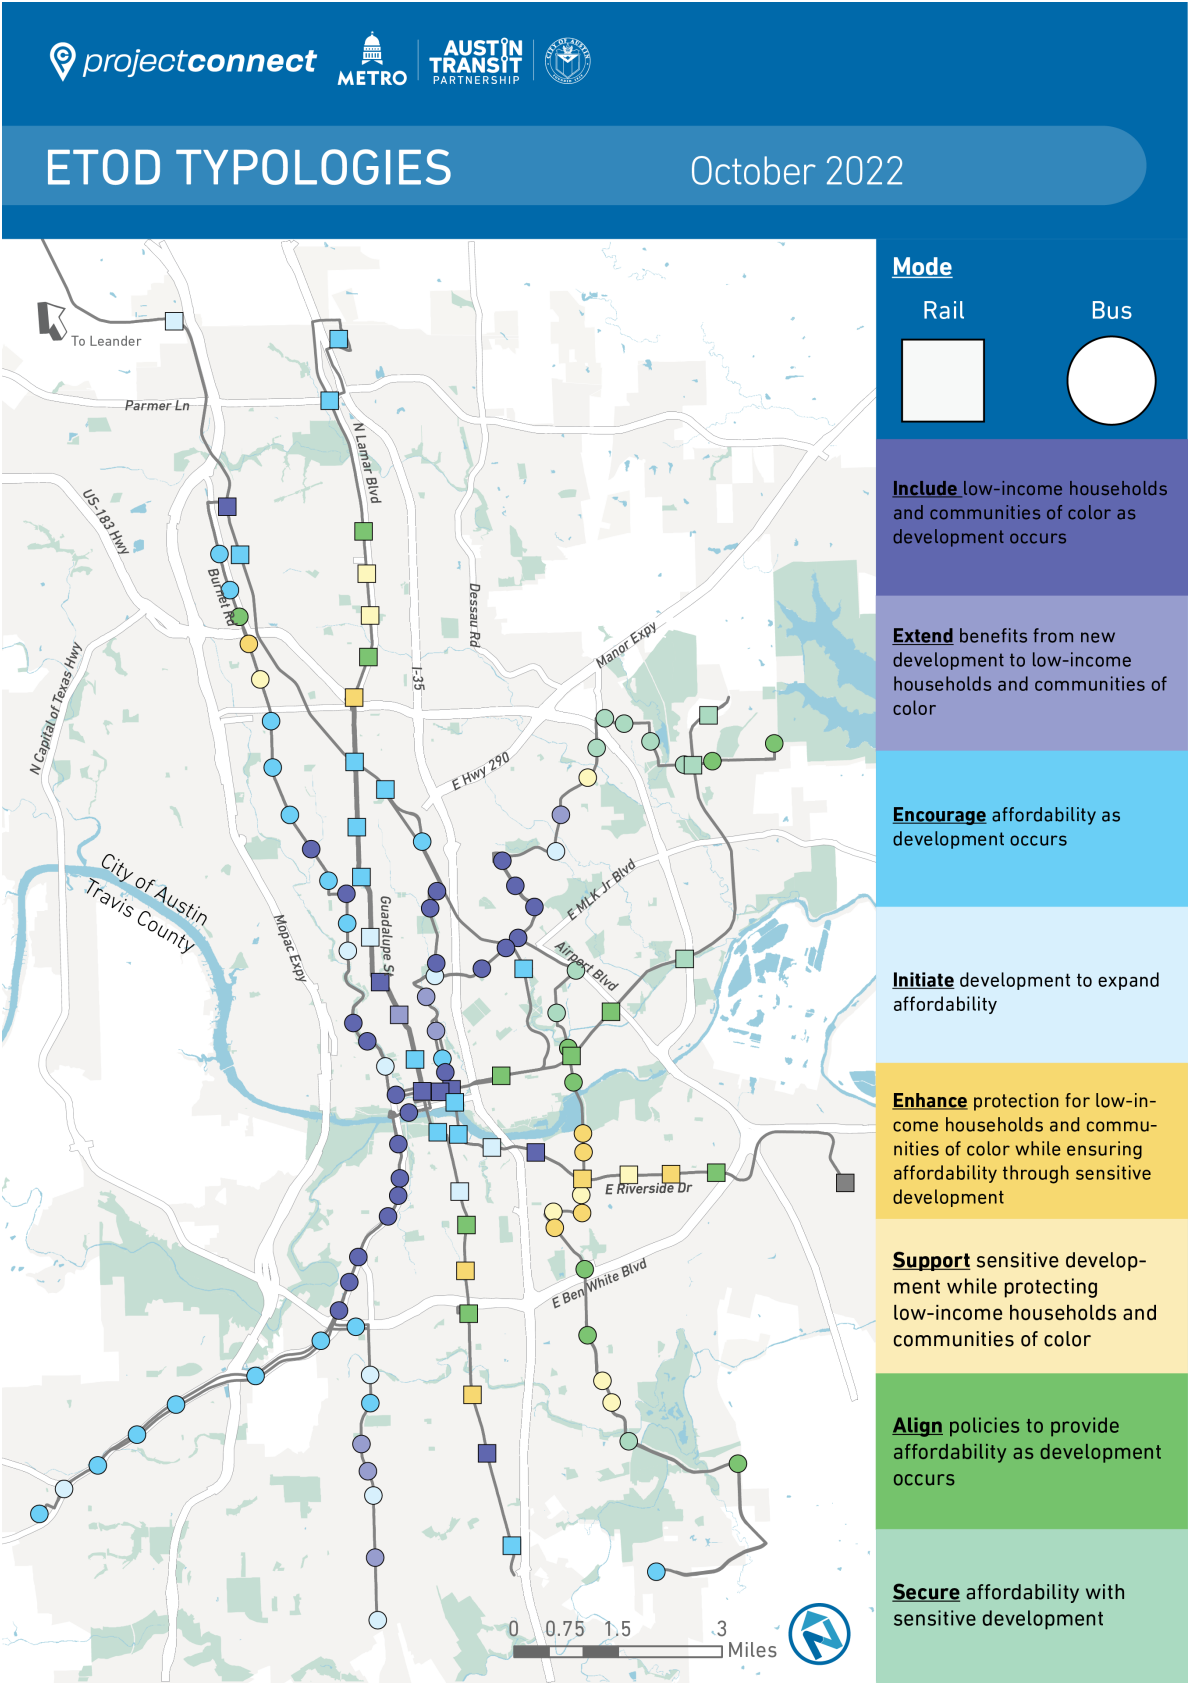 projectconnect
METRO
AUSTIN
TRANSIT
PARTNERSHIP
CITY OF AUSTIN
ETOD TYPOLOGIES
October 2022
Mode
Rail
Bus
Include low-income households
and communities of color as
development occurs
Extend benefits from new
development to low-income
households and communities of
color
Encourage affordability as
development occurs
Initiate development to expand
affordability
Enhance protection for low-in-
come households and commu-
nities of color while ensuring
affordability through sensitive
development
Support sensitive develop-
ment while protecting
low-income households and
communities of color
Align policies to provide
affordability as development
occurs
Secure affordability with
sensitive development
To Leander
Parmer Ln
N Lamar Blvd
US-183 Hwy
Burnet Rd
Dessau Rd
Manor Expy
I-35
N Capital of Texas Hwy
E Hwy 290
City of Austin
Travis County
E MLK Jr Blvd
Mopac Expy
Guadalupe S
Airport Blvd
E Riverside Dr
E Ben White Blvd
0 0.75 1.5 3
Miles